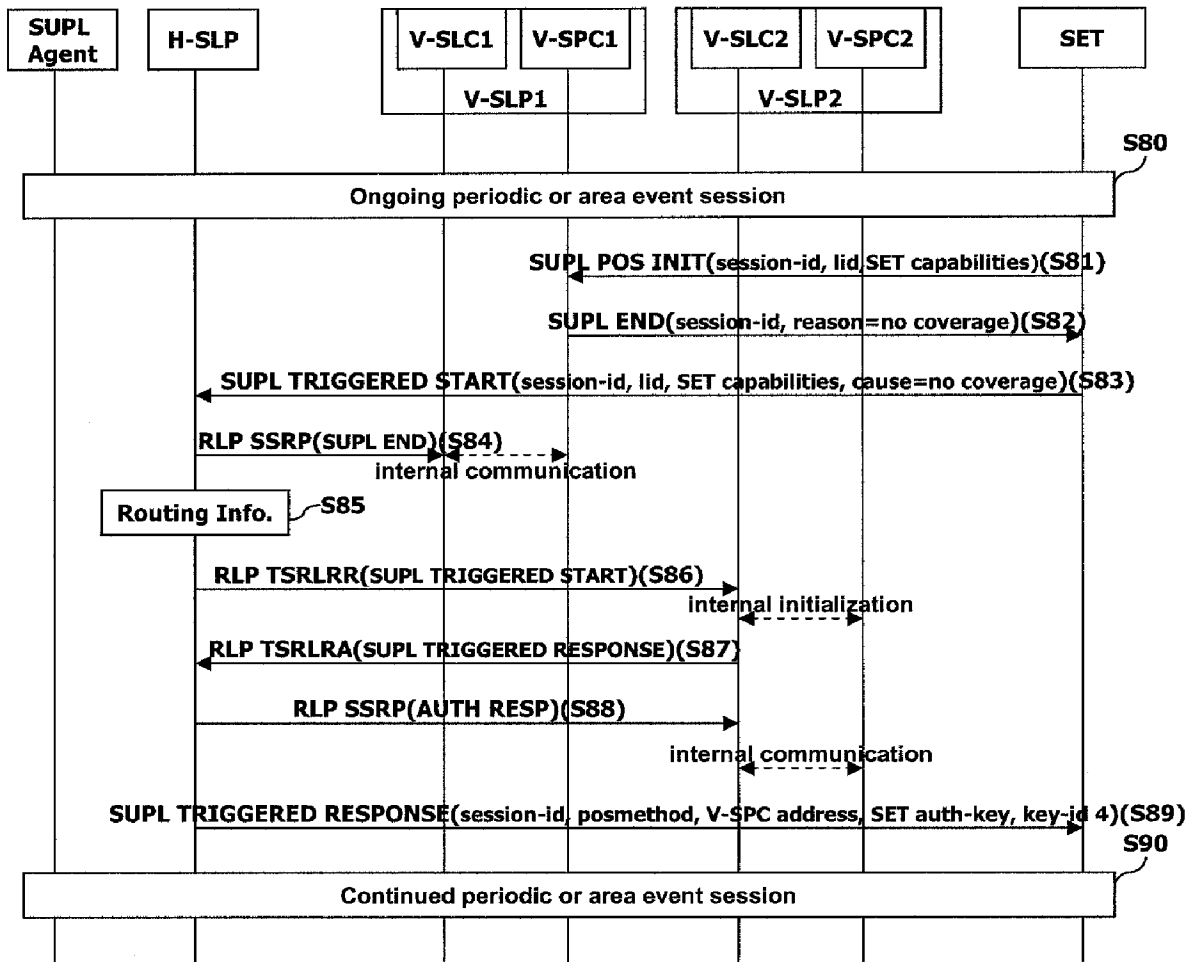 SUPL
Agent
H-SLP
V-SLC1
V-SPC1
V-SLP1
V-SLC2
V-SPC2
V-SLP2
SET
S80
Ongoing periodic or area event session
SUPL POS INIT(session-id, lid,SET capabilities)(S81)
SUPL END(session-id, reason=no coverage)(S82)
SUPL TRIGGERED START(session-id, lid, SET capabilities, cause=no coverage)(S83)
RLP SSRP(SUPL END)(S84)
internal communication
Routing Info.
S85
RLP TSRLRR(SUPL TRIGGERED START)(S86)
internal initialization
RLP TSRLRA(SUPL TRIGGERED RESPONSE)(S87)
RLP SSRP(AUTH RESP)(S88)
internal communication
SUPL TRIGGERED RESPONSE(session-id, posmethod, V-SPC address, SET auth-key, key-id 4)(S89)
S90
Continued periodic or area event session